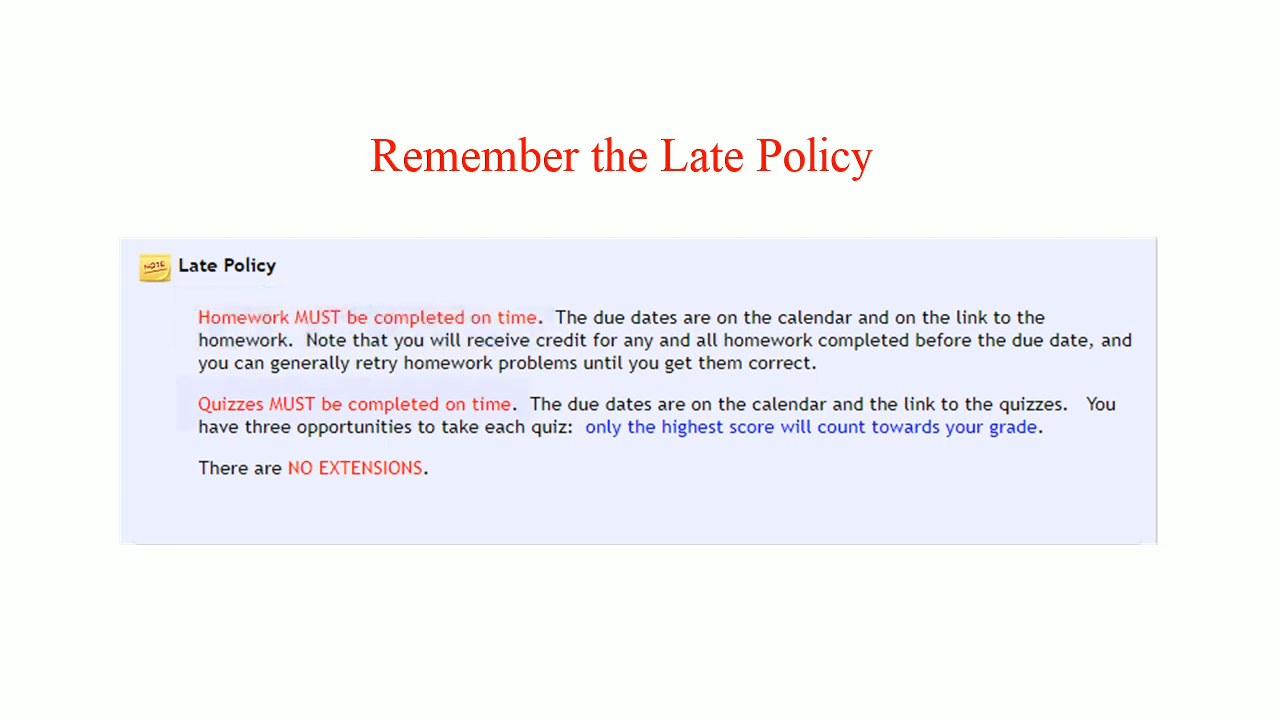 Remember the Late Policy
NOTE
Late Policy
Homework MUST be completed on time. The due dates are on the calendar and on the link to the
homework. Note that you will receive credit for any and all homework completed before the due date, and
you can generally retry homework problems until you get them correct.
Quizzes MUST be completed on time. The due dates are on the calendar and the link to the quizzes. You
have three opportunities to take each quiz: only the highest score will count towards your grade.
There are NO EXTENSIONS.